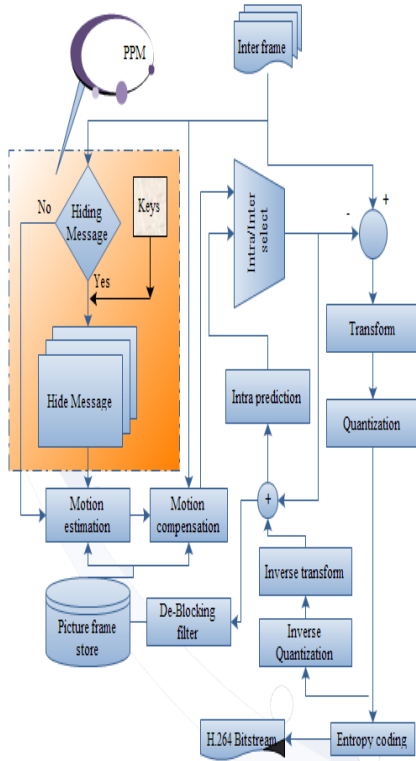 PPM
Inter frame
No
Hiding
Message
Keys
Yes
Intra/Inter
select
-
+
Transform
Hide Message
Intra prediction
Quantization
Motion
estimation
Motion
compensation
+
Inverse transform
Picture frame
store
De-Blocking
filter
Inverse
Quantization
H.264 Bitstream
Entropy coding